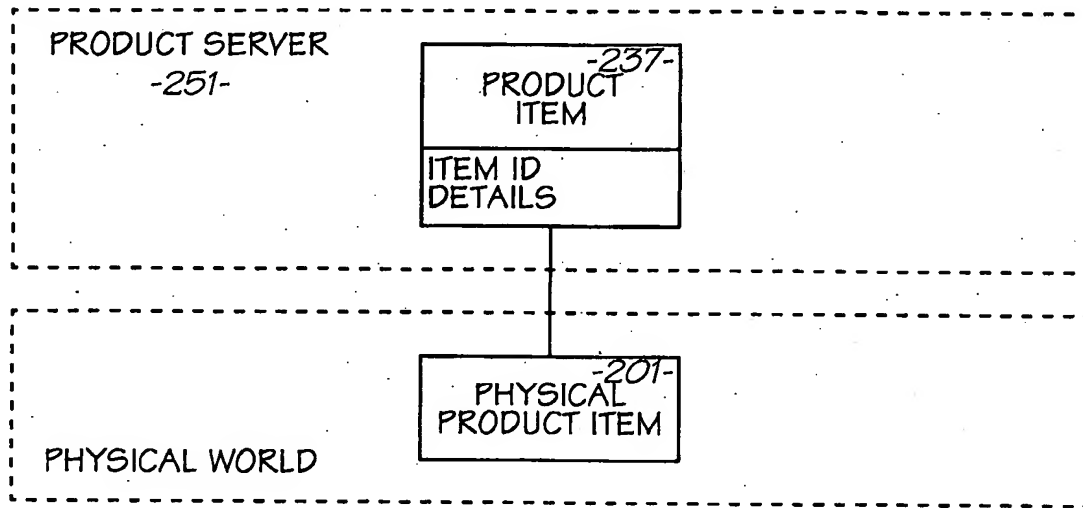 PRODUCT SERVER
-251-
-237-
PRODUCT
ITEM
ITEM ID
DETAILS
-201-
PHYSICAL
PRODUCT ITEM
PHYSICAL WORLD